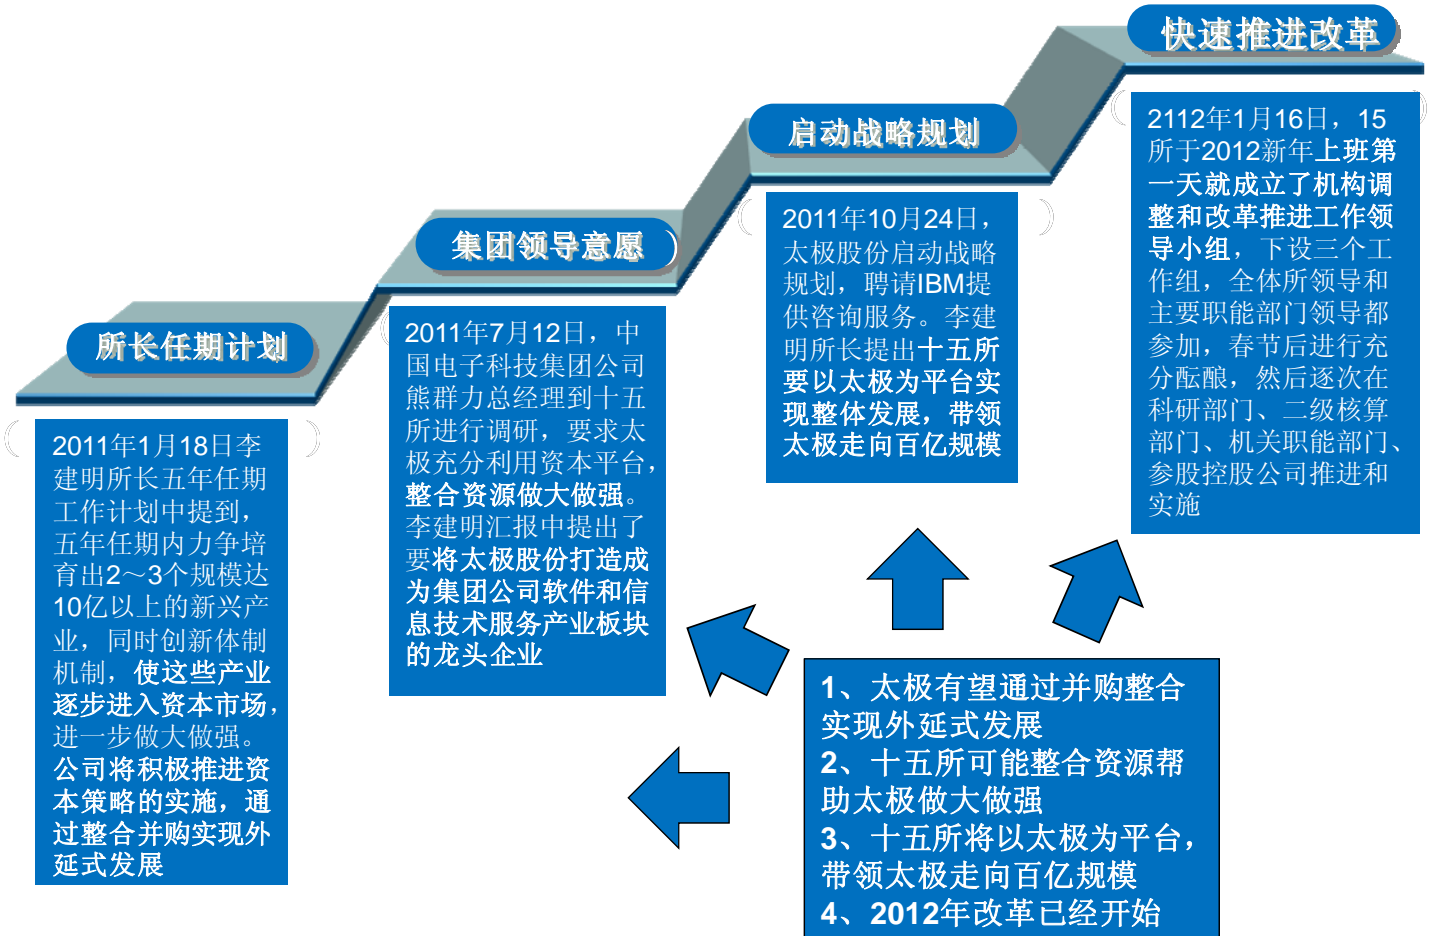 所长任期计划
2011年1月18日李
建明所长五年任期
工作计划中提到，
五年任期内力争培
育出2～3个规模达
10亿以上的新兴产
业，同时创新体制
机制，使这些产业
逐步进入资本市场，
进一步做大做强。
公司将积极推进资
本策略的实施，通
过整合并购实现外
延式发展
集团领导意愿
2011年7月12日，中
国电子科技集团公司
熊群力总经理到十五
所进行调研，要求太
极充分利用资本平台，
整合资源做大做强。
李建明汇报中提出了
要将太极股份打造成
为集团公司软件和信
息技术服务产业板块
的龙头企业
启动战略规划
2011年10月24日，
太极股份启动战略
规划，聘请IBM提
供咨询服务。李建
明所长提出十五所
要以太极为平台实
现整体发展，带领
太极走向百亿规模
快速推进改革
2112年1月16日，15
所于2012新年上班第
一天就成立了机构调
整和改革推进工作领
导小组，下设三个工
作组，全体所领导和
主要职能部门领导都
参加，春节后进行充
分酝酿，然后逐次在
科研部门、二级核算
部门、机关职能部门、
参股控股公司推进和
实施
1、太极有望通过并购整合
实现外延式发展
2、十五所可能整合资源帮
助太极做大做强
3、十五所将以太极为平台，
带领太极走向百亿规模
4、2012年改革已经开始